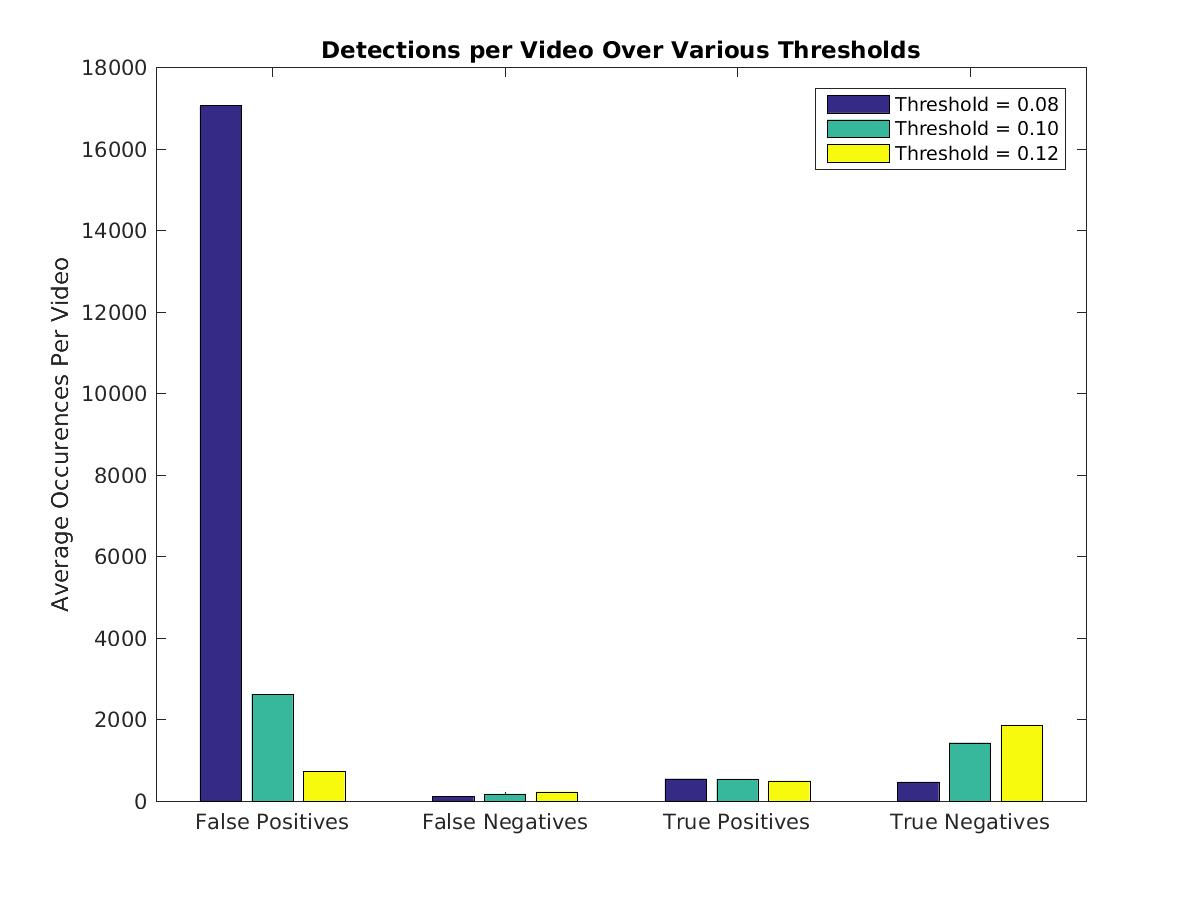 Detections per Video Over Various Thresholds
18000
16000
14000
12000
10000
8000
6000
4000
2000
0
Average Occurences Per Video
Threshold = 0.08
Threshold = 0.10
Threshold = 0.12
False Positives False Negatives True Positives True Negatives